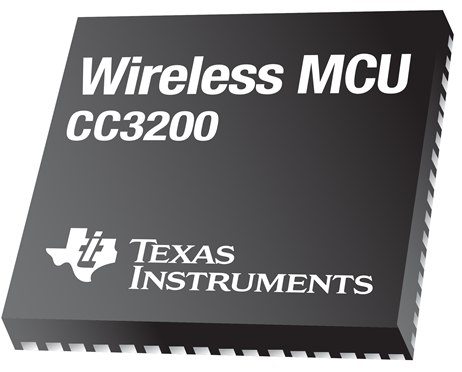 Wireless MCU
CC3200
TEXAS
INSTRUMENTS